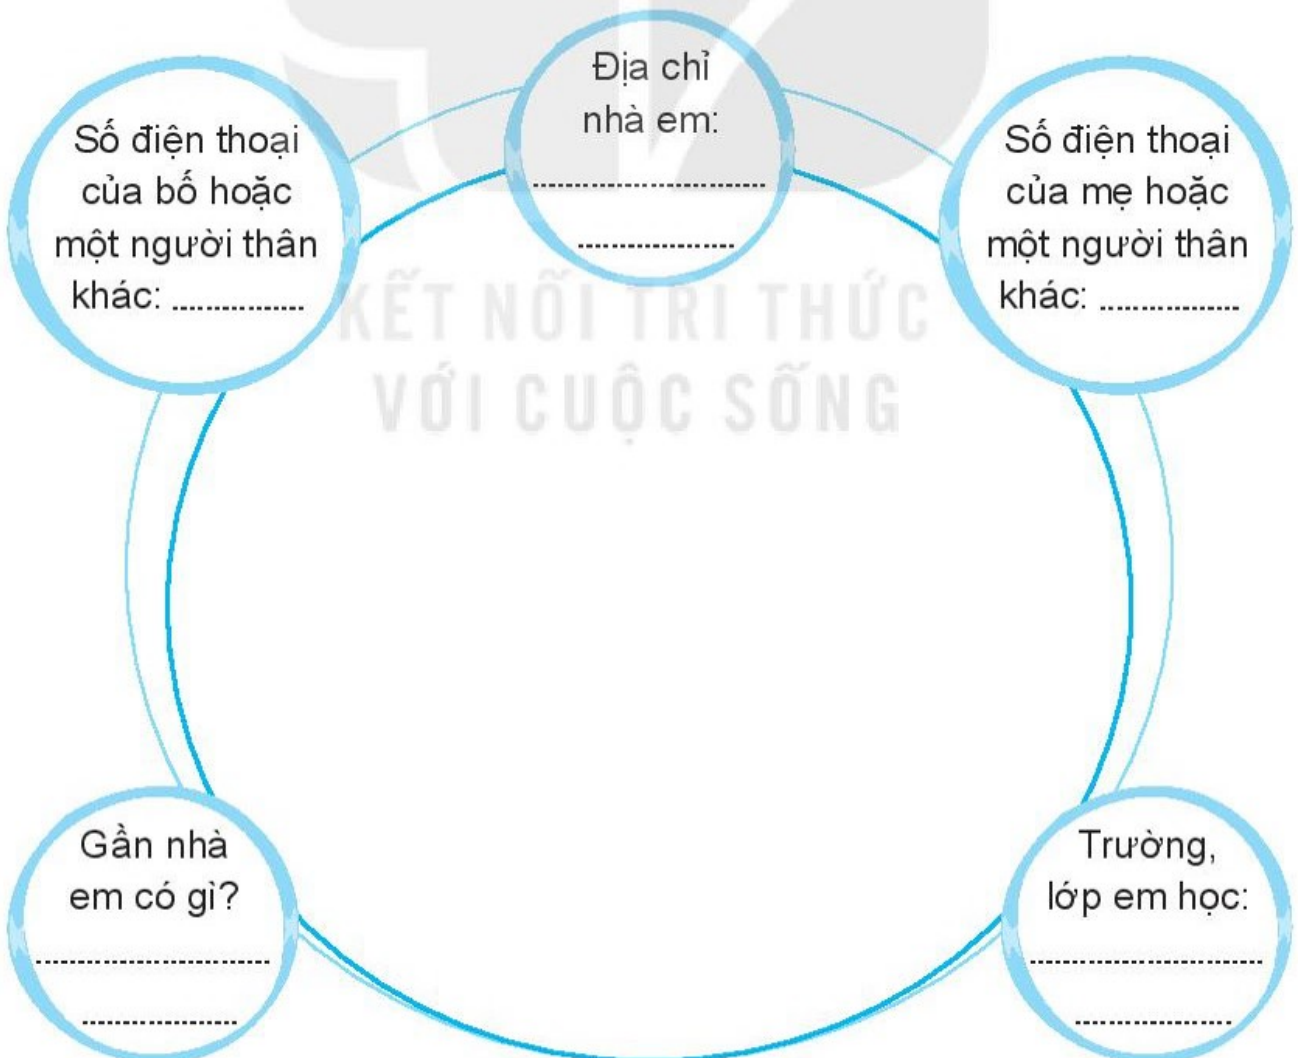 Địa chỉ
nhà em:
.............................
....................
Số điện thoại
của bố hoặc
một người thân
khác: ................
Số điện thoại
của mẹ hoặc
một người thân
khác: .................
KẾT NỐI TRI THỨC
VỚI CUỘC SỐNG
Gần nhà
em có gì?
.............................
....................
Trường,
lớp em học:
.............................
....................